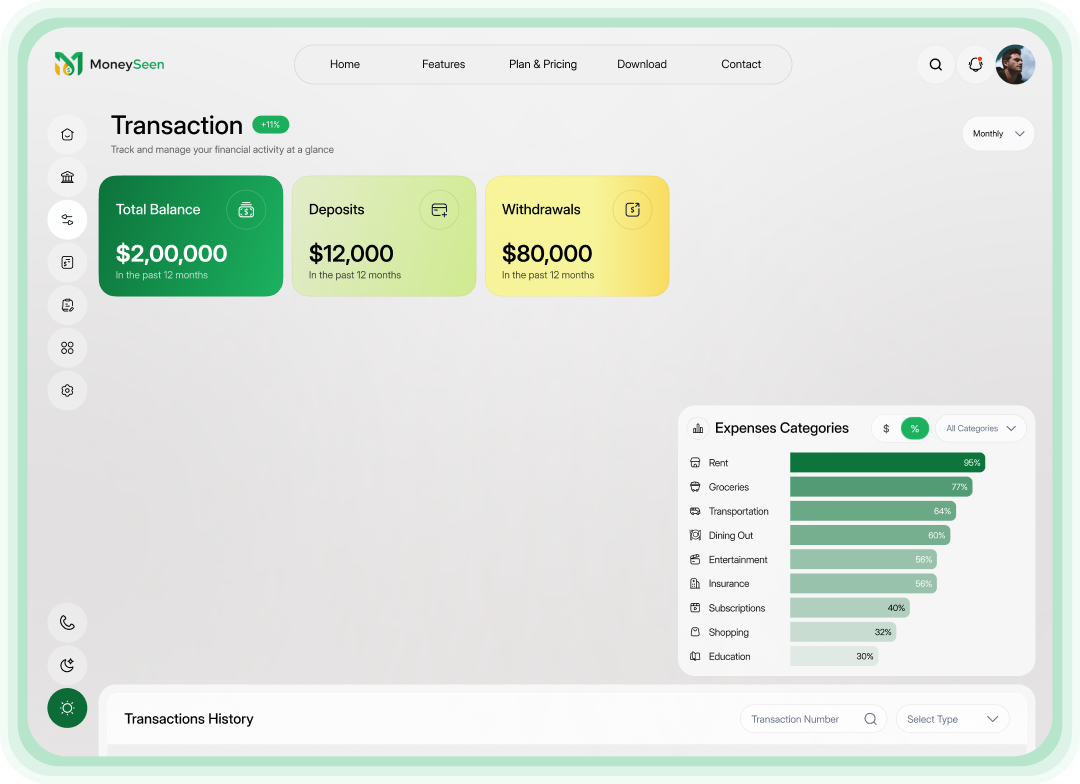 MoneySeen
Home Features Plan & Pricing Download Contact
Transaction +11%
Track and manage your financial activity at a glance
Monthly
Total Balance
$2,00,000
In the past 12 months
Deposits
$12,000
In the past 12 months
Withdrawals
$80,000
In the past 12 months
Expenses Categories $ % All Categories
Rent 95%
Groceries 77%
Transportation 64%
Dining Out 60%
Entertainment 56%
Insurance 56%
Subscriptions 40%
Shopping 32%
Education 30%
Transactions History Transaction Number Select Type